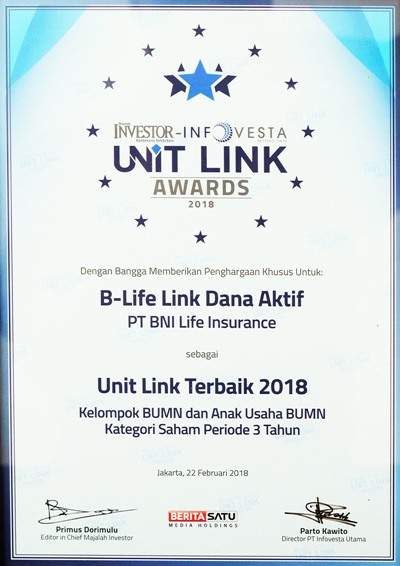 INVESTOR - INFOVESTA
UNIT LINK
AWARDS
2018
Dengan Bangga Memberikan Penghargaan Khusus Untuk:
B-Life Link Dana Aktif
PT BNI Life Insurance
sebagai
Unit Link Terbaik 2018
Kelompok BUMN dan Anak Usaha BUMN
Kategori Saham Periode 3 Tahun
Jakarta, 22 Februari 2018
Primus Dorimulu
Editor in Chief Majalah Investor
BERITASATU
MEDIA HOLDINGS
Parto Kawito
Director PT Infovesta Utama